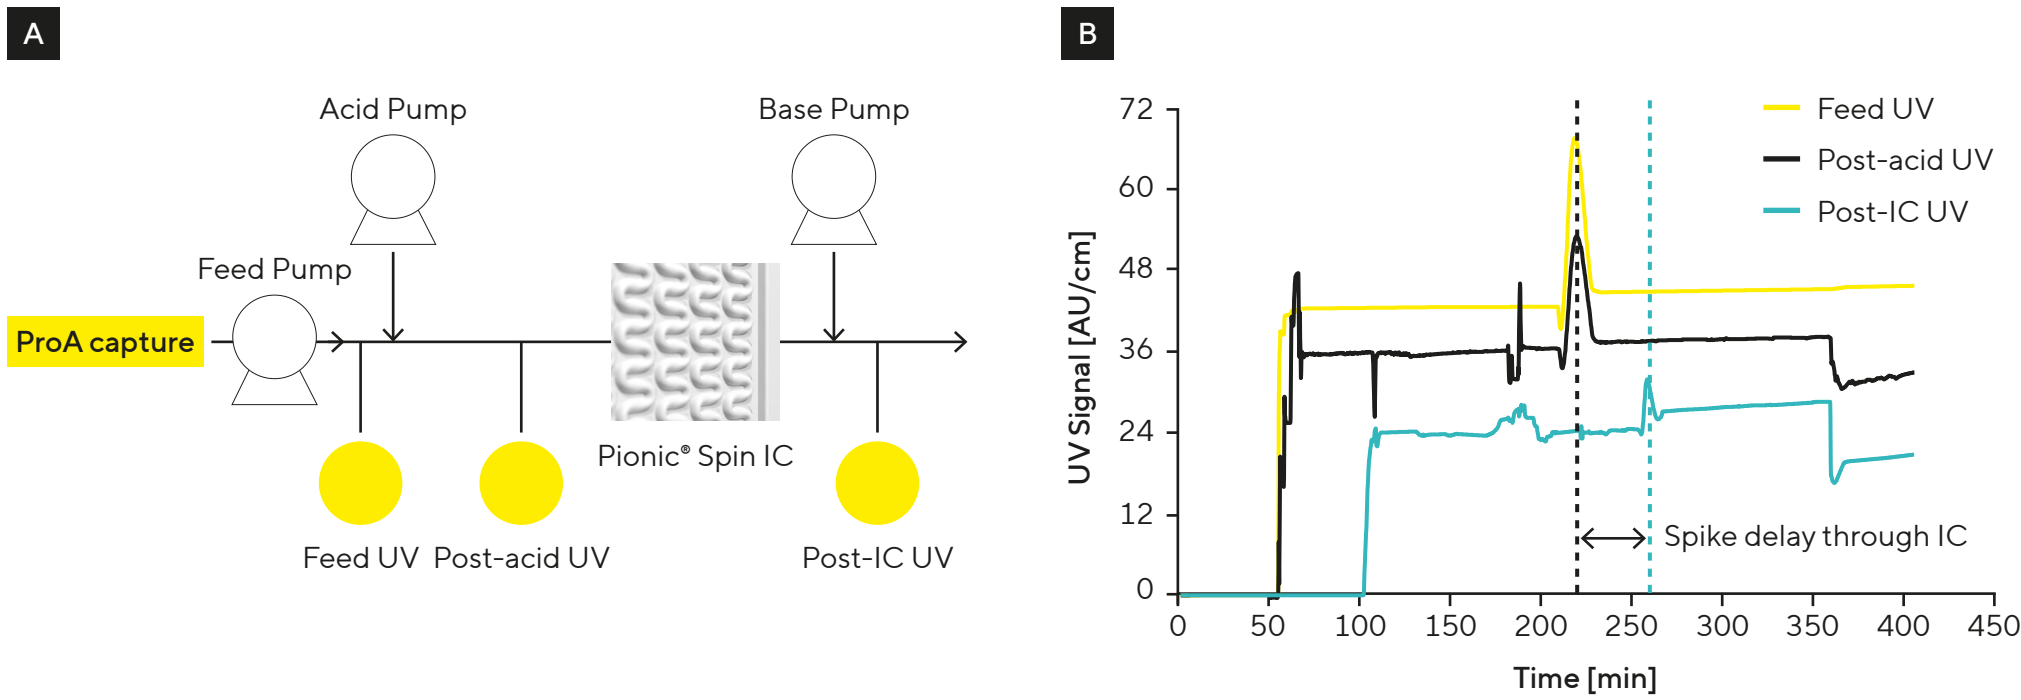 A
Acid Pump
Base Pump
Feed Pump
ProA capture
Pionic® Spin IC
Feed UV
Post-acid UV
Post-IC UV
B
72
60
48
36
24
12
0
UV Signal [AU/cm]
Feed UV
Post-acid UV
Post-IC UV
Spike delay through IC
0 50 100 150 200 250 300 350 400 450
Time [min]